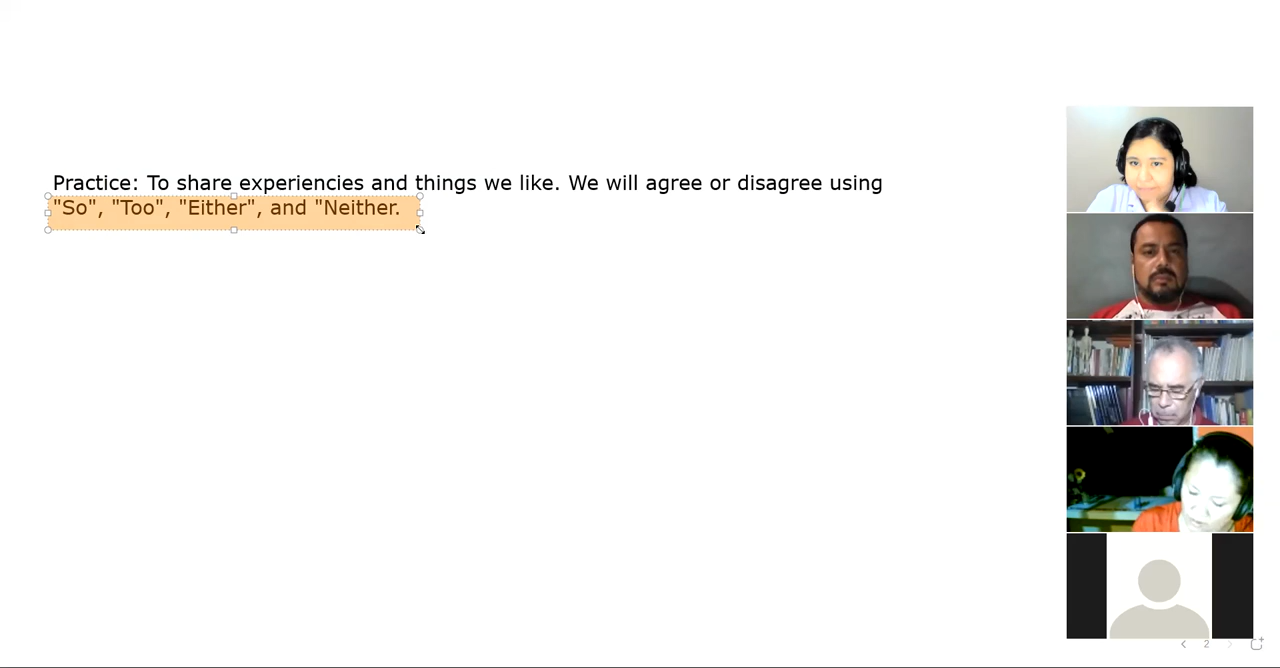 Practice: To share experiencies and things we like. We will agree or disagree using
"So", "Too", "Either", and "Neither.
2